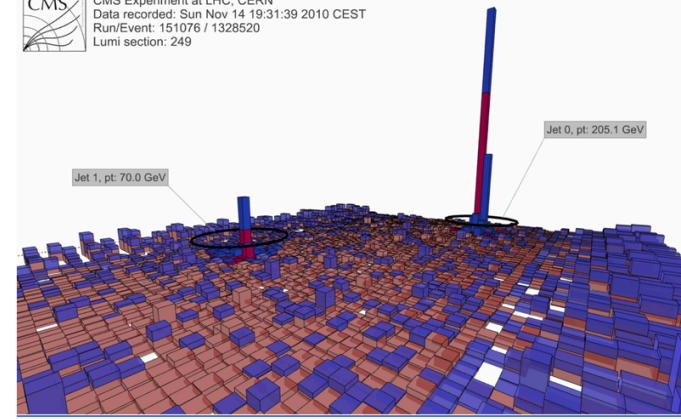 CMS
CMS Experiment at LHC, CERN
Data recorded: Sun Nov 14 19:31:39 2010 CEST
Run/Event: 151076 / 1328520
Lumi section: 249
Jet 0, pt: 205.1 GeV
Jet 1, pt: 70.0 GeV